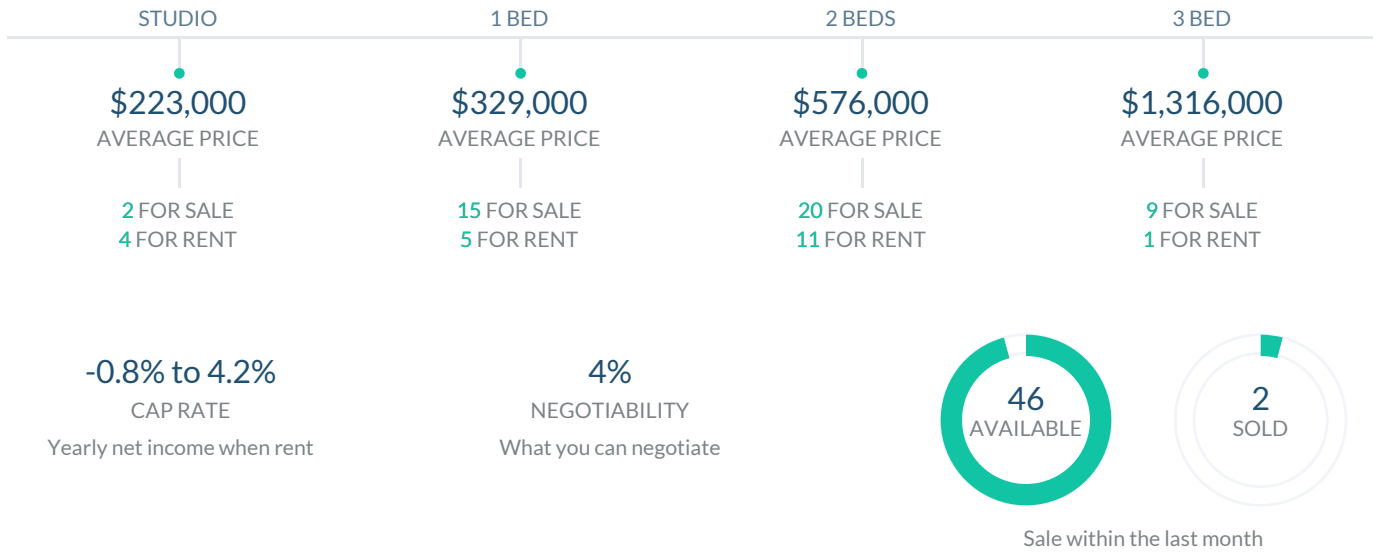 STUDIO
1 BED
2 BEDS
3 BED
$223,000
AVERAGE PRICE
2 FOR SALE
4 FOR RENT
$329,000
AVERAGE PRICE
15 FOR SALE
5 FOR RENT
$576,000
AVERAGE PRICE
20 FOR SALE
11 FOR RENT
$1,316,000
AVERAGE PRICE
9 FOR SALE
1 FOR RENT
-0.8% to 4.2%
CAP RATE
Yearly net income when rent
4%
NEGOTIABILITY
What you can negotiate
46
AVAILABLE
2
SOLD
Sale within the last month